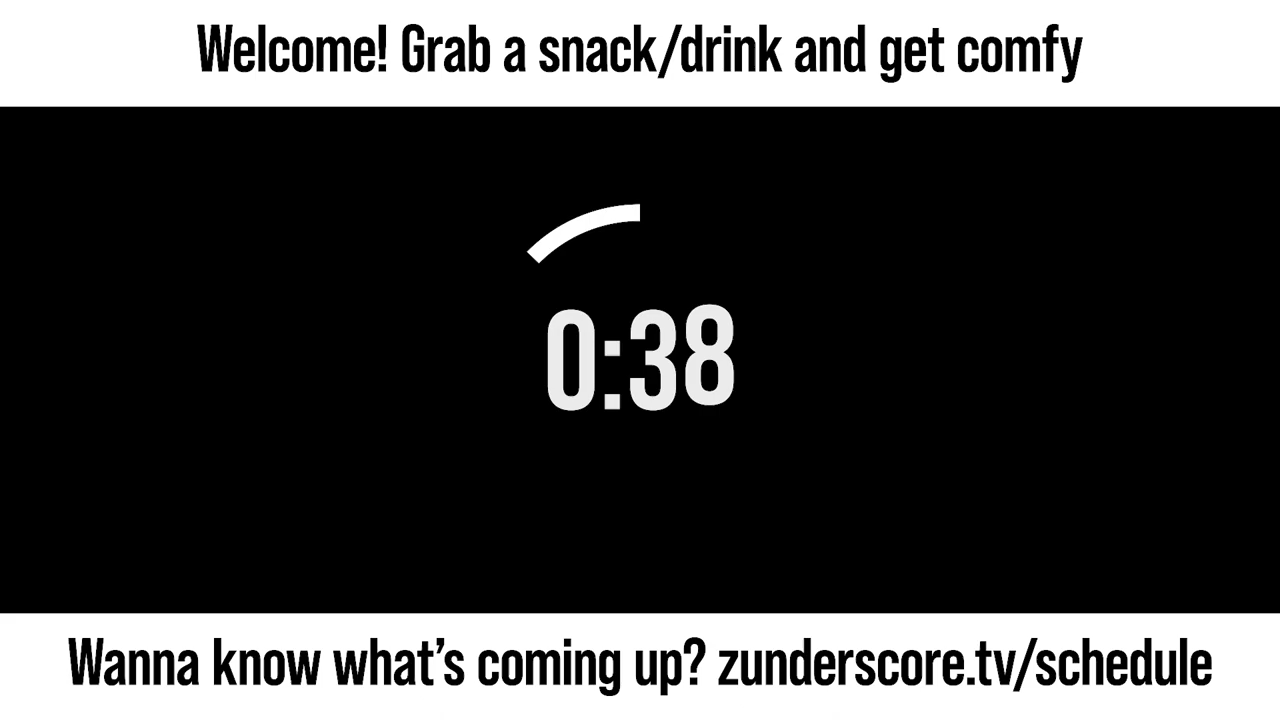 Welcome! Grab a snack/drink and get comfy
0:38
Wanna know what’s coming up? zunderscore.tv/schedule